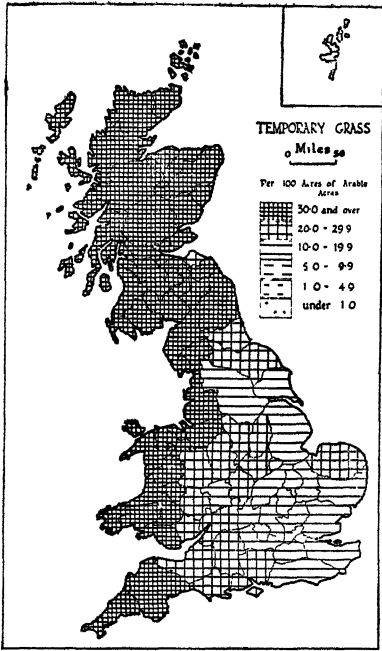 TEMPORARY GRASS
0 Miles 50
Per 100 Acres of Arable
Acres
30·0 and over
20·0 - 29 9
10·0 - 19 9
5 0 - 9·9
1 0 - 4 9
under 1 0